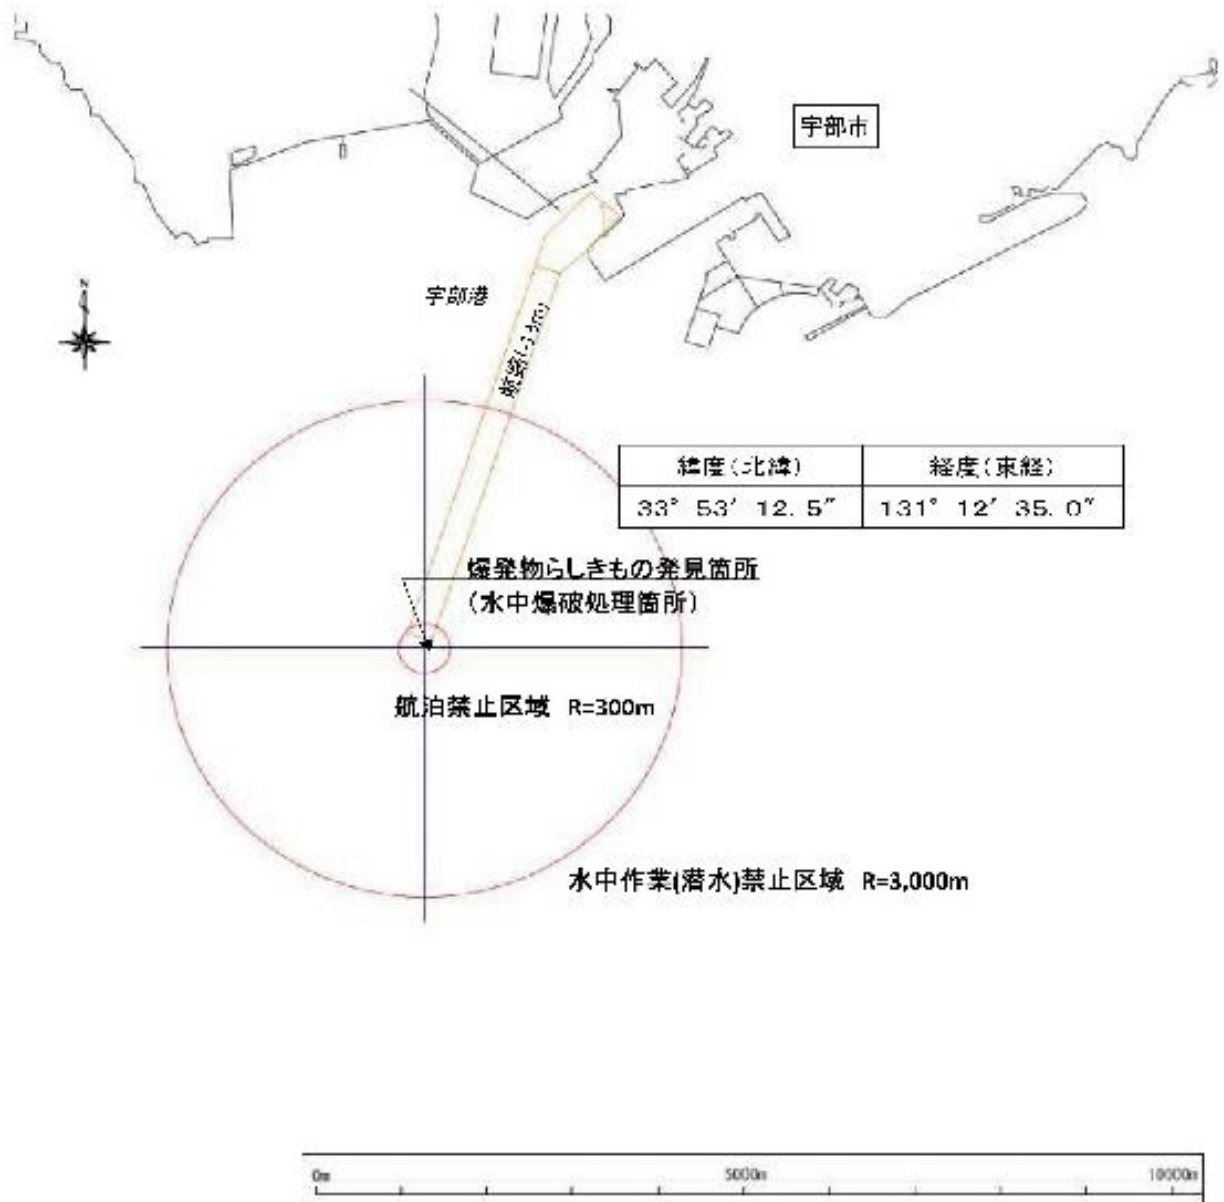 宇部市
N
宇部港
航路(-13m)
緯度(北緯) 経度(東経)
33° 53′ 12.5″ 131° 12′ 35.0″
爆発物らしきもの発見箇所
(水中爆破処理箇所)
航泊禁止区域 R=300m
水中作業(潜水)禁止区域 R=3,000m
0m 5000m 10000m